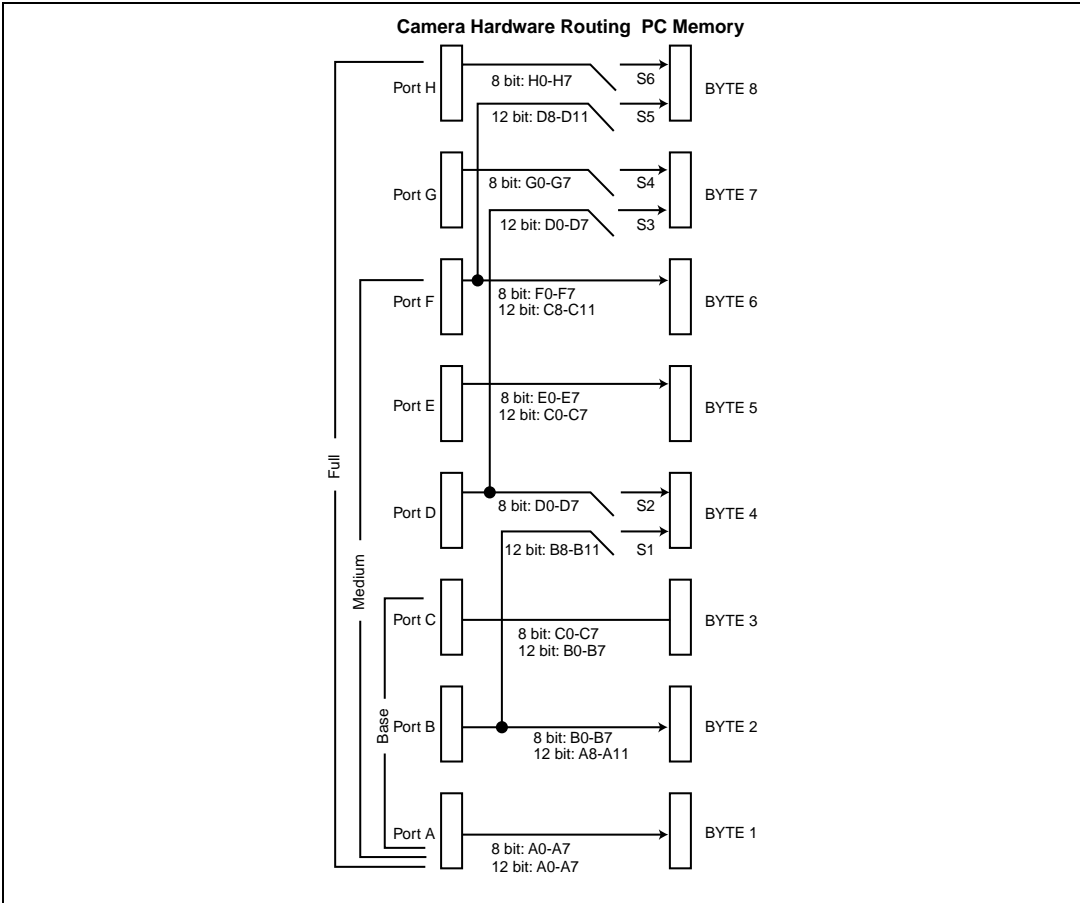 Camera Hardware Routing PC Memory
Port H
8 bit: H0-H7
S6
BYTE 8
12 bit: D8-D11
S5
Port G
8 bit: G0-G7
S4
BYTE 7
12 bit: D0-D7
S3
Port F
8 bit: F0-F7
12 bit: C8-C11
BYTE 6
Port E
8 bit: E0-E7
12 bit: C0-C7
BYTE 5
Full
Port D
8 bit: D0-D7
S2
BYTE 4
12 bit: B8-B11
S1
Medium
Port C
8 bit: C0-C7
12 bit: B0-B7
BYTE 3
Base
Port B
8 bit: B0-B7
12 bit: A8-A11
BYTE 2
Port A
8 bit: A0-A7
12 bit: A0-A7
BYTE 1